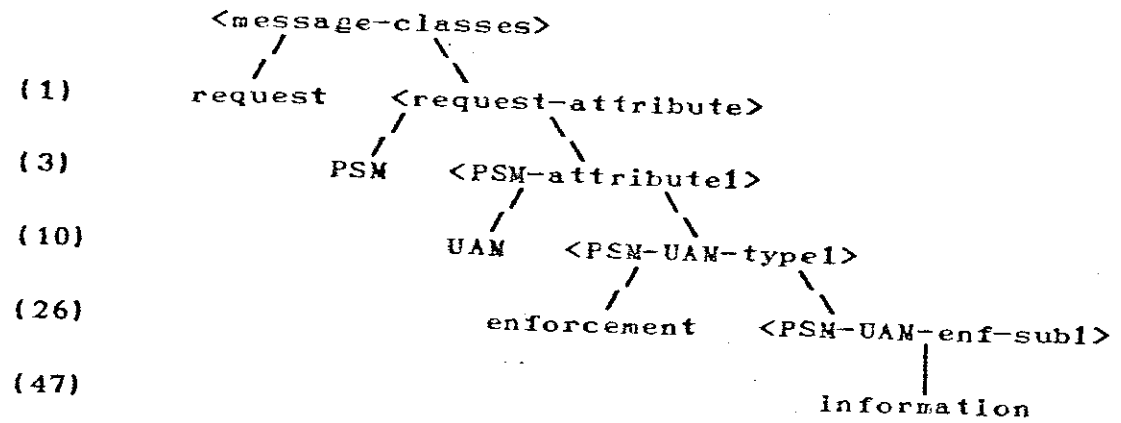 <message-classes>
(1) request <request-attribute>
(3) PSM <PSM-attribute1>
(10) UAM <PSM-UAM-type1>
(26) enforcement <PSM-UAM-enf-sub1>
(47) information